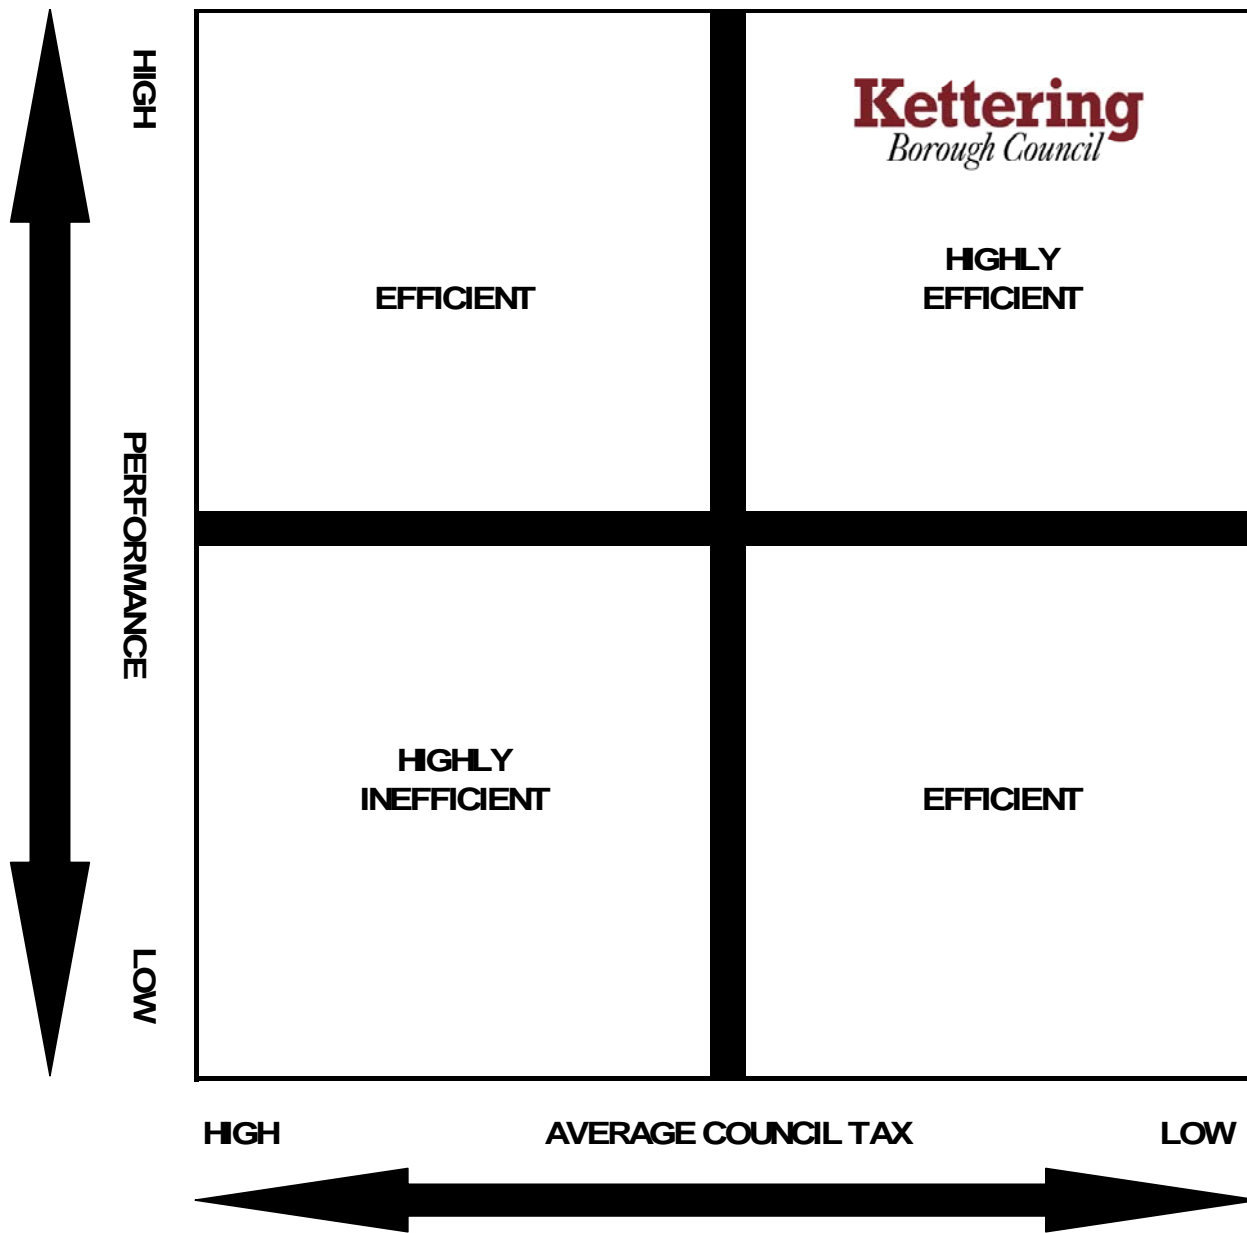 HIGH
Kettering
Borough Council
EFFICIENT
HIGHLY
EFFICIENT
PERFORMANCE
HIGHLY
INEFFICIENT
EFFICIENT
LOW
HIGH AVERAGE COUNCIL TAX LOW